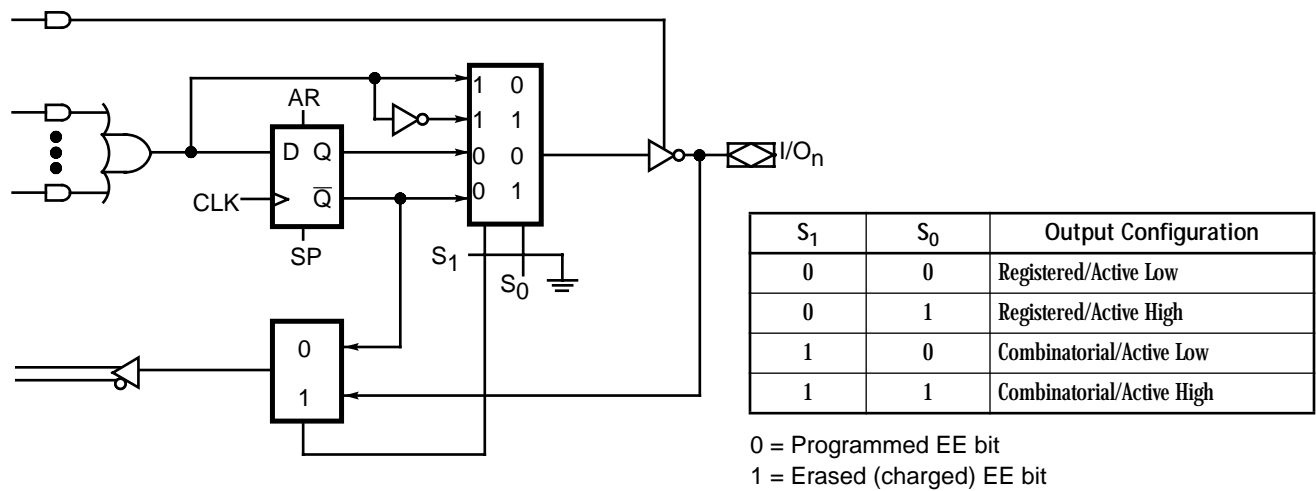 1 0
AR
1 1
D Q
0 0
I/On
0 1
CLK
Q̅
S1
SP
S0
0
1
S1 S0 Output Configuration
0 0 Registered/Active Low
0 1 Registered/Active High
1 0 Combinatorial/Active Low
1 1 Combinatorial/Active High
0 = Programmed EE bit
1 = Erased (charged) EE bit